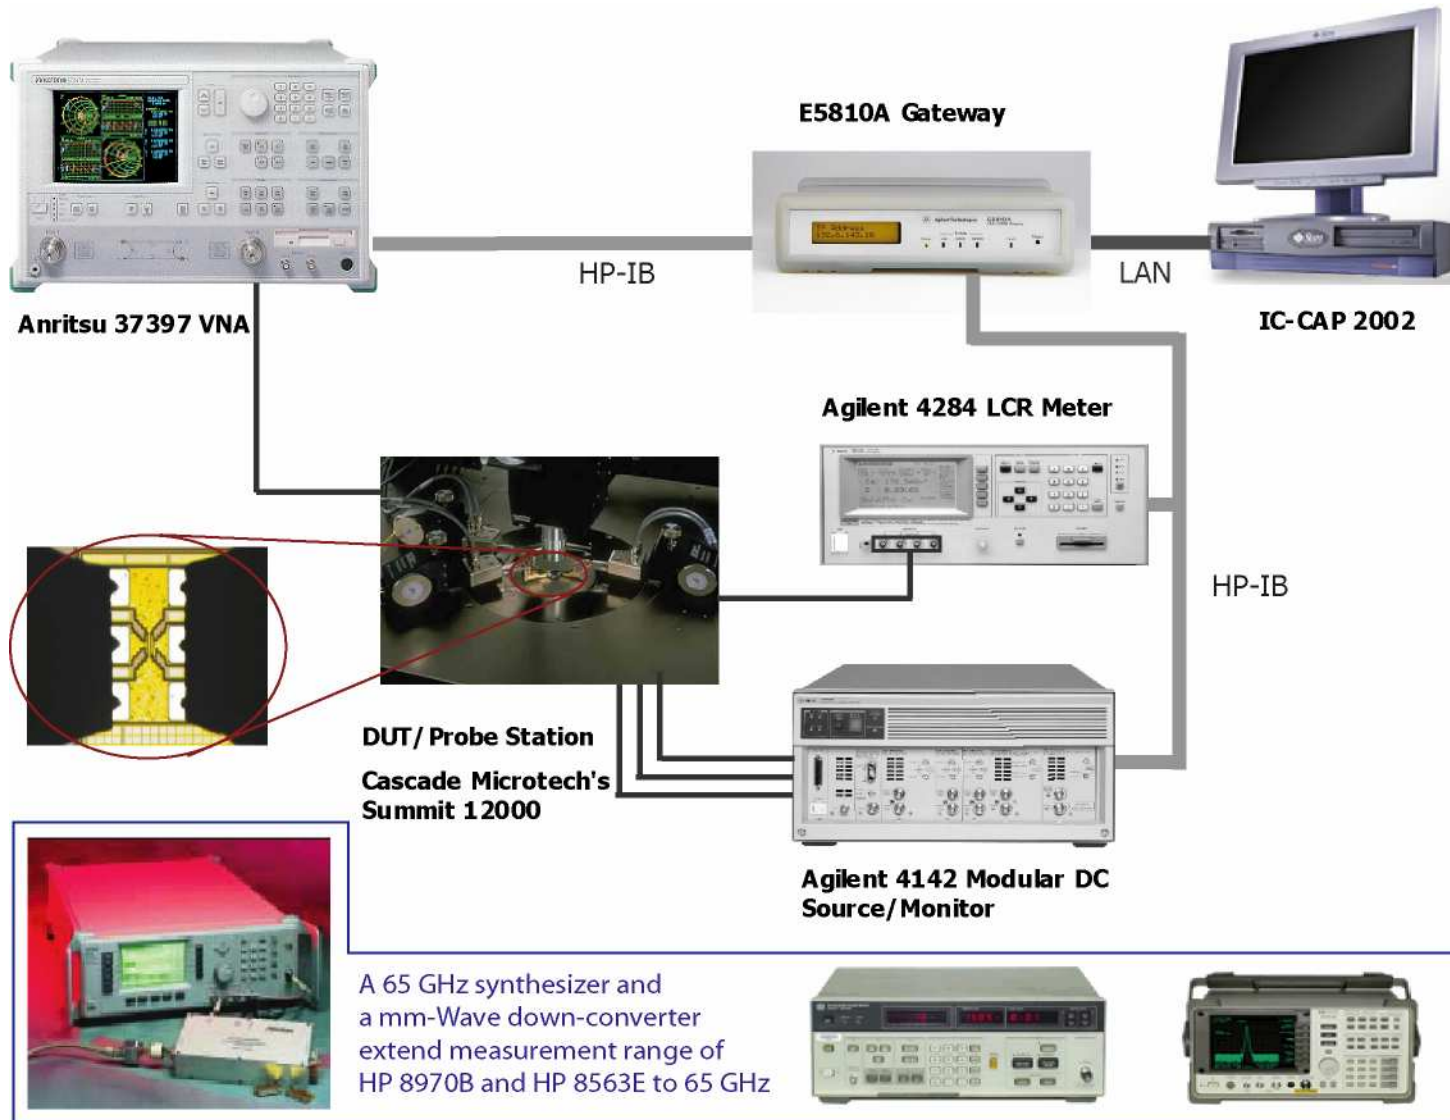 E5810A Gateway
HP-IB
LAN
Anritsu 37397 VNA
IC-CAP 2002
Agilent 4284 LCR Meter
HP-IB
DUT/Probe Station
Cascade Microtech's
Summit 12000
Agilent 4142 Modular DC
Source/Monitor
A 65 GHz synthesizer and
a mm-Wave down-converter
extend measurement range of
HP 8970B and HP 8563E to 65 GHz